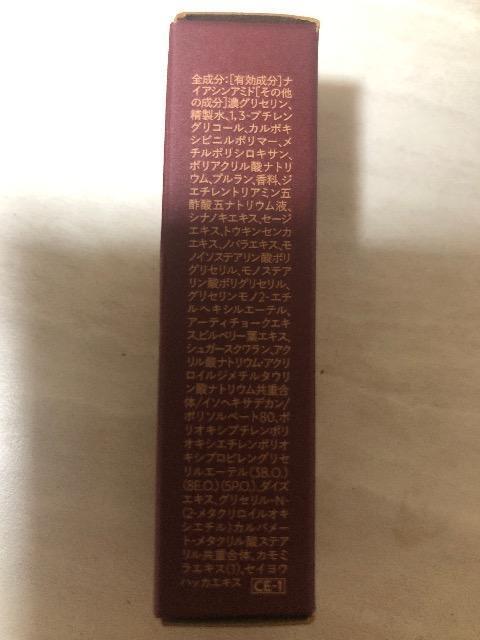 全成分：[有効成分]ナ
イアシンアミド[その他
の成分]濃グリセリン、
精製水、1,3-ブチレン
グリコール、カルボキ
シビニルポリマー、メ
チルポリシロキサン、
ポリアクリル酸ナトリ
ウム、プルラン、香料、ジ
エチレントリアミン五
酢酸五ナトリウム液、
シナノキエキス、セージ
エキス、トウキンセンカ
エキス、ノバラエキス、モ
ノイソステアリン酸ポリ
グリセリル、モノステア
リン酸ポリグリセリル、
グリセリンモノ2-エチ
ルヘキシルエーテル、
アーティチョークエキ
ス、ビルベリー葉エキス、
シュガースクワラン、アク
リル酸ナトリウム・アクリ
ロイルジメチルタウリ
ン酸ナトリウム共重合
体/イソヘキサデカン/
ポリソルベート80、ポリ
オキシブチレンポリ
オキシエチレンポリオ
キシプロピレングリセ
リルエーテル(3B.O.)
(8E.O.)(5P.O.)、ダイズ
エキス、グリセリル-N-
(2-メタクリロイルオキ
シエチル)カルバメー
ト・メタクリル酸ステア
リル共重合体、カモミ
ラエキス(1)、セイヨウ
ハッカエキス CE-1